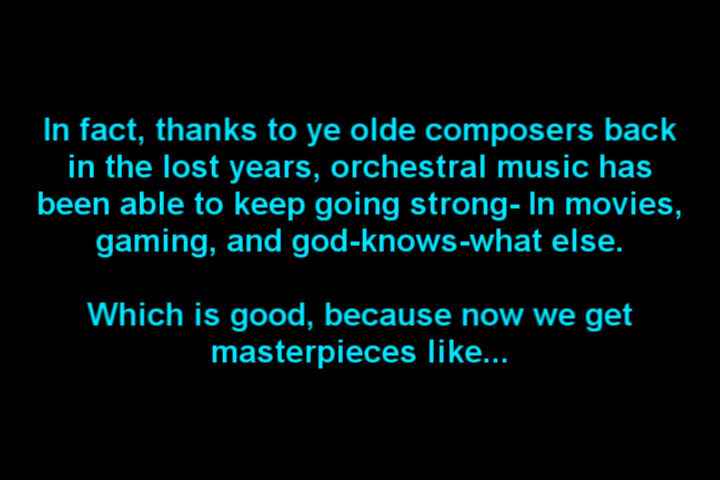 In fact, thanks to ye olde composers back
in the lost years, orchestral music has
been able to keep going strong- In movies,
gaming, and god-knows-what else.
Which is good, because now we get
masterpieces like...